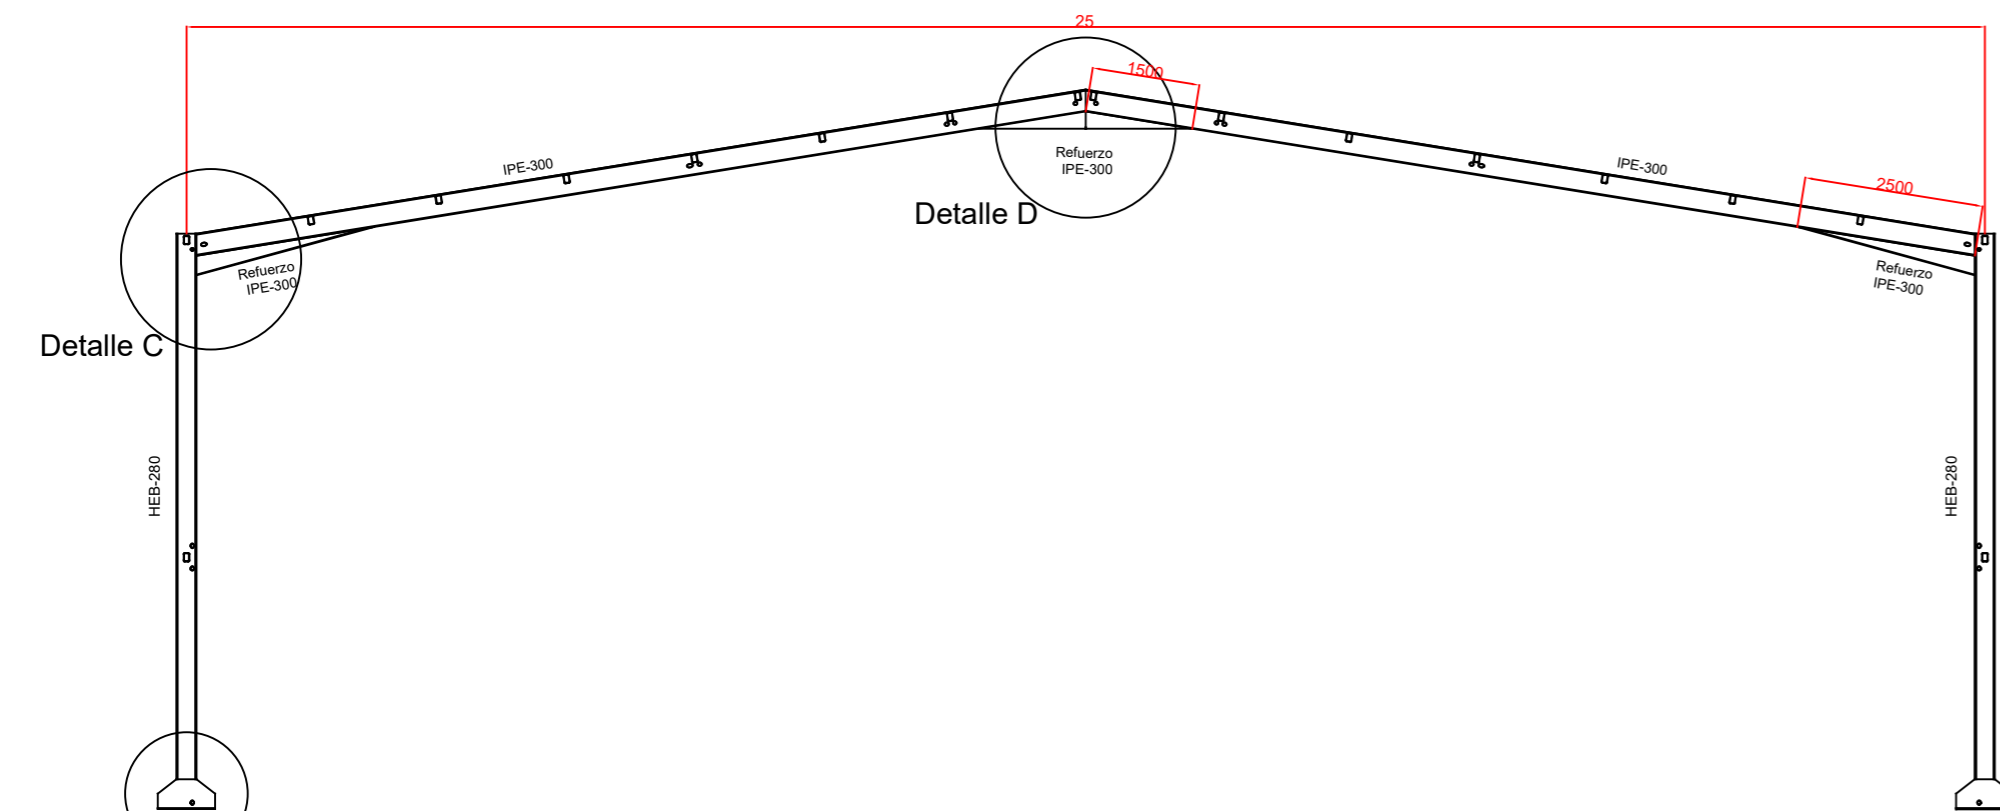 25
1500
IPE-300
Refuerzo
IPE-300
IPE-300
2500
Detalle D
Refuerzo
IPE-300
Refuerzo
IPE-300
Detalle C
HEB-280
HEB-280